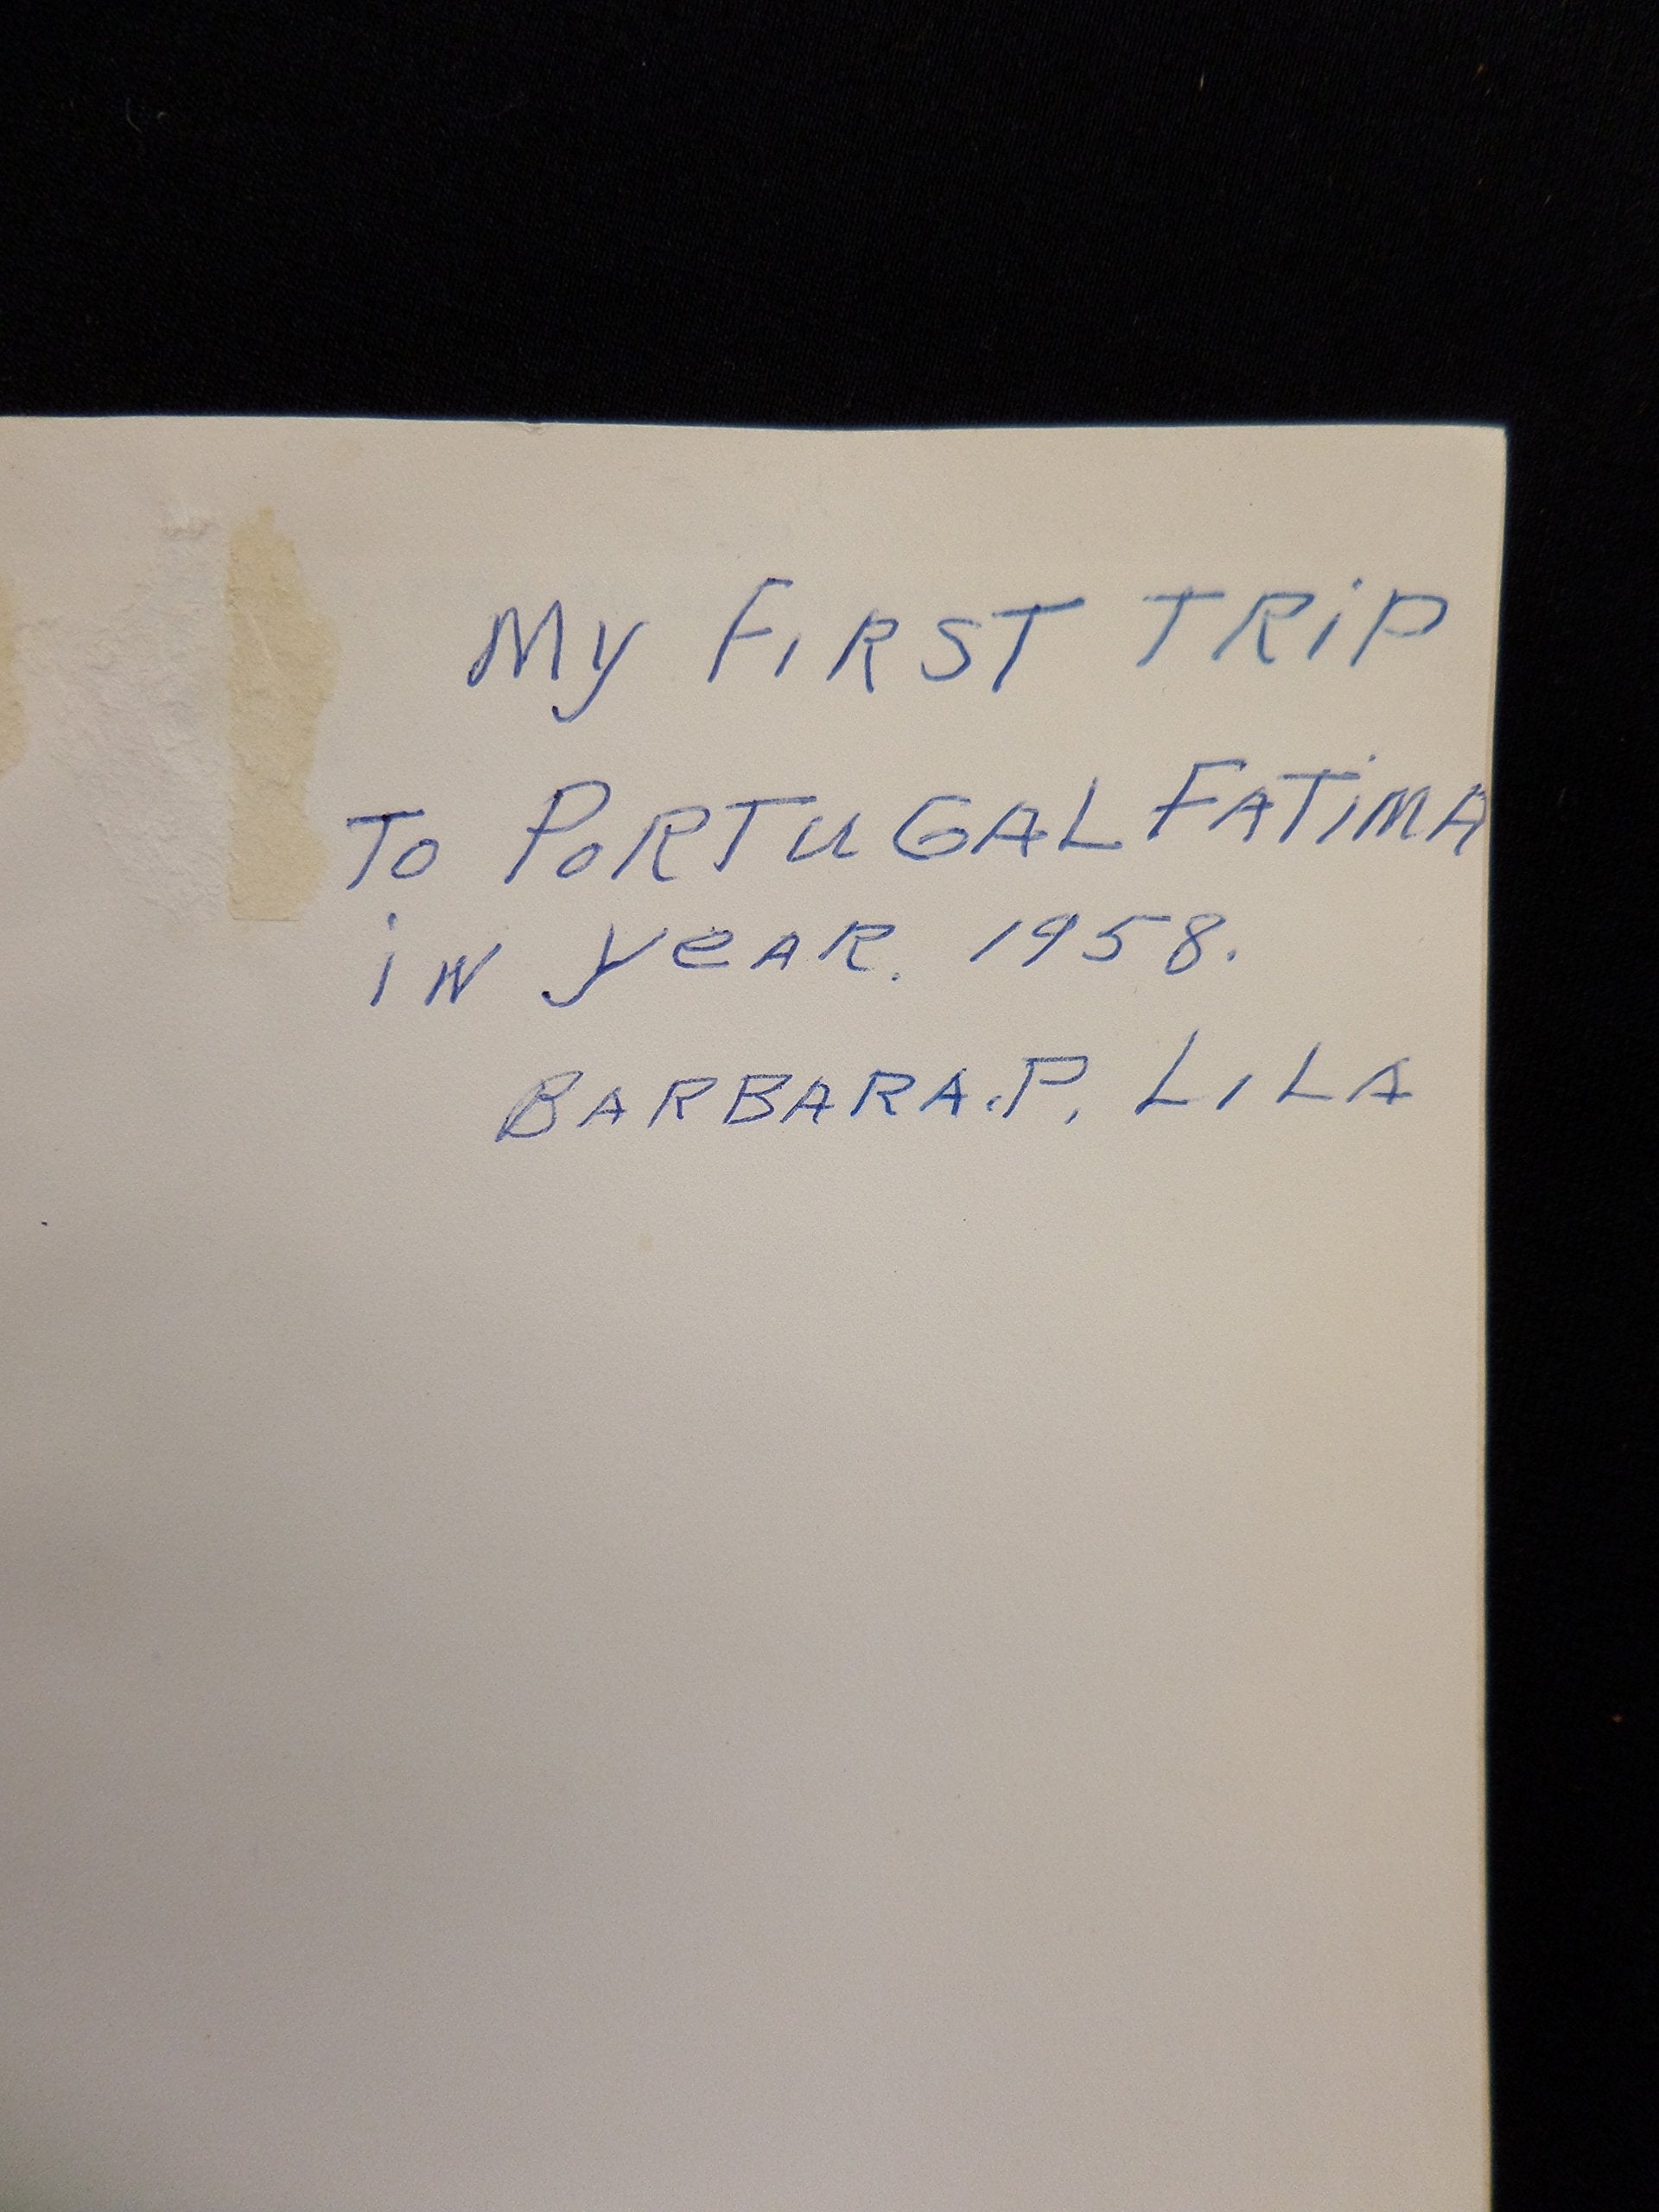 My FiRST TRiP
To PoRTuGAL FATiMA
iN yeAR. 1958.
BARBARA.P. LiLA